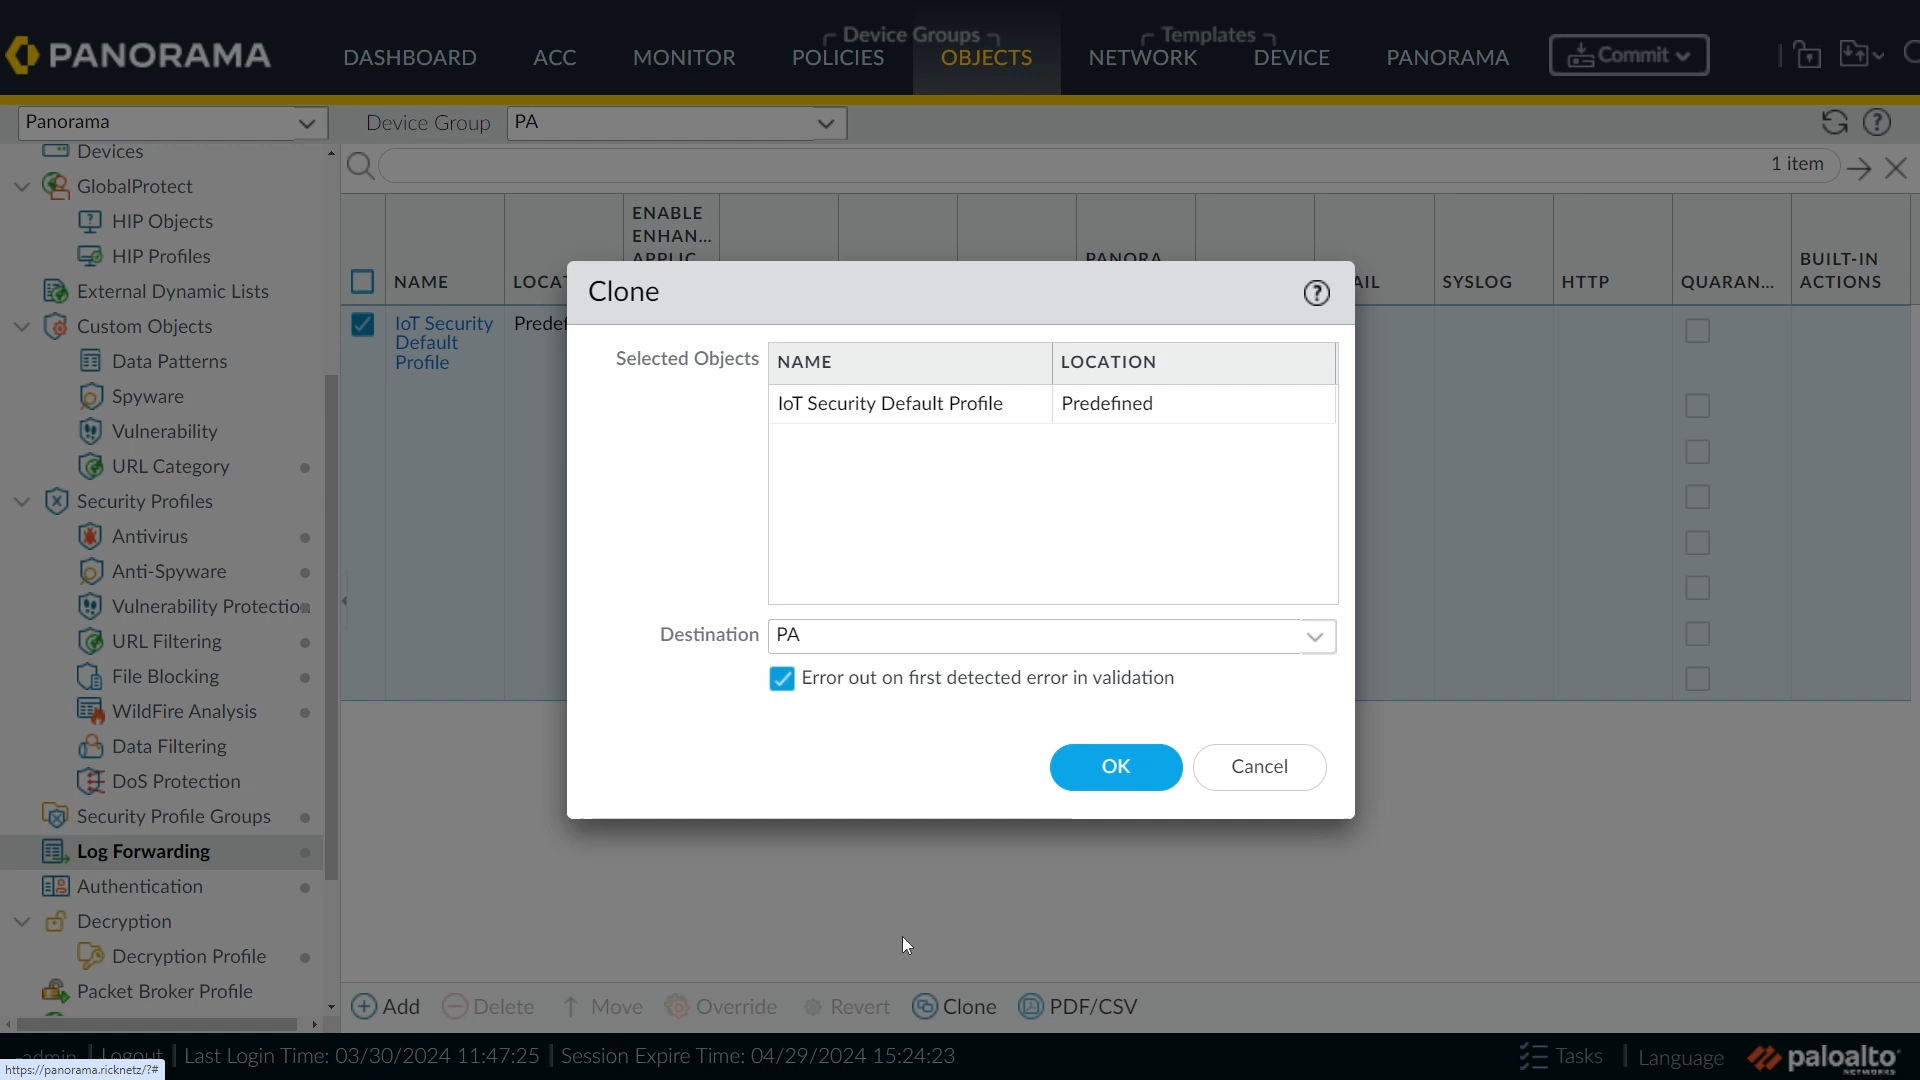 PANORAMA
DASHBOARD
ACC
MONITOR
Device Groups
POLICIES
OBJECTS
Templates
NETWORK
DEVICE
PANORAMA
Commit
Panorama
Device Group
PA
Devices
GlobalProtect
HIP Objects
HIP Profiles
External Dynamic Lists
Custom Objects
Data Patterns
Spyware
Vulnerability
URL Category
Security Profiles
Antivirus
Anti-Spyware
Vulnerability Protection
URL Filtering
File Blocking
WildFire Analysis
Data Filtering
DoS Protection
Security Profile Groups
Log Forwarding
Authentication
Decryption
Decryption Profile
Packet Broker Profile
1 item
NAME
LOCAT
ENABLE
ENHAN...
APPLIC
PANORA
AIL
SYSLOG
HTTP
QUARAN...
BUILT-IN
ACTIONS
IoT Security
Default
Profile
Predef
Clone
Selected Objects
NAME
LOCATION
IoT Security Default Profile
Predefined
Destination
PA
Error out on first detected error in validation
OK
Cancel
Add
Delete
Move
Override
Revert
Clone
PDF/CSV
admin | Logout | Last Login Time: 03/30/2024 11:47:25 | Session Expire Time: 04/29/2024 15:24:23
https://panorama.ricknetz/?#
Tasks | Language
paloalto
NETWORKS